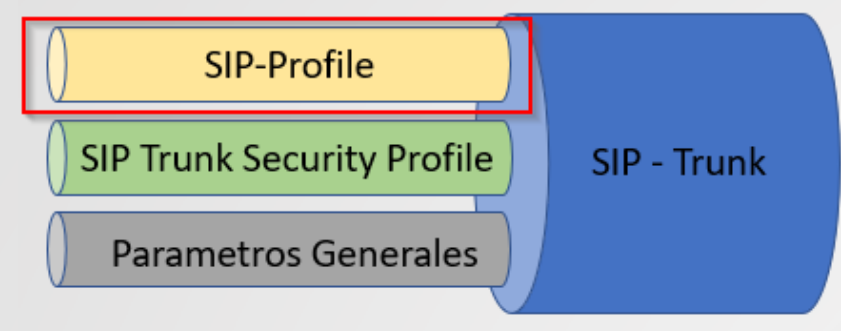 SIP-Profile
SIP Trunk Security Profile
SIP - Trunk
Parametros Generales